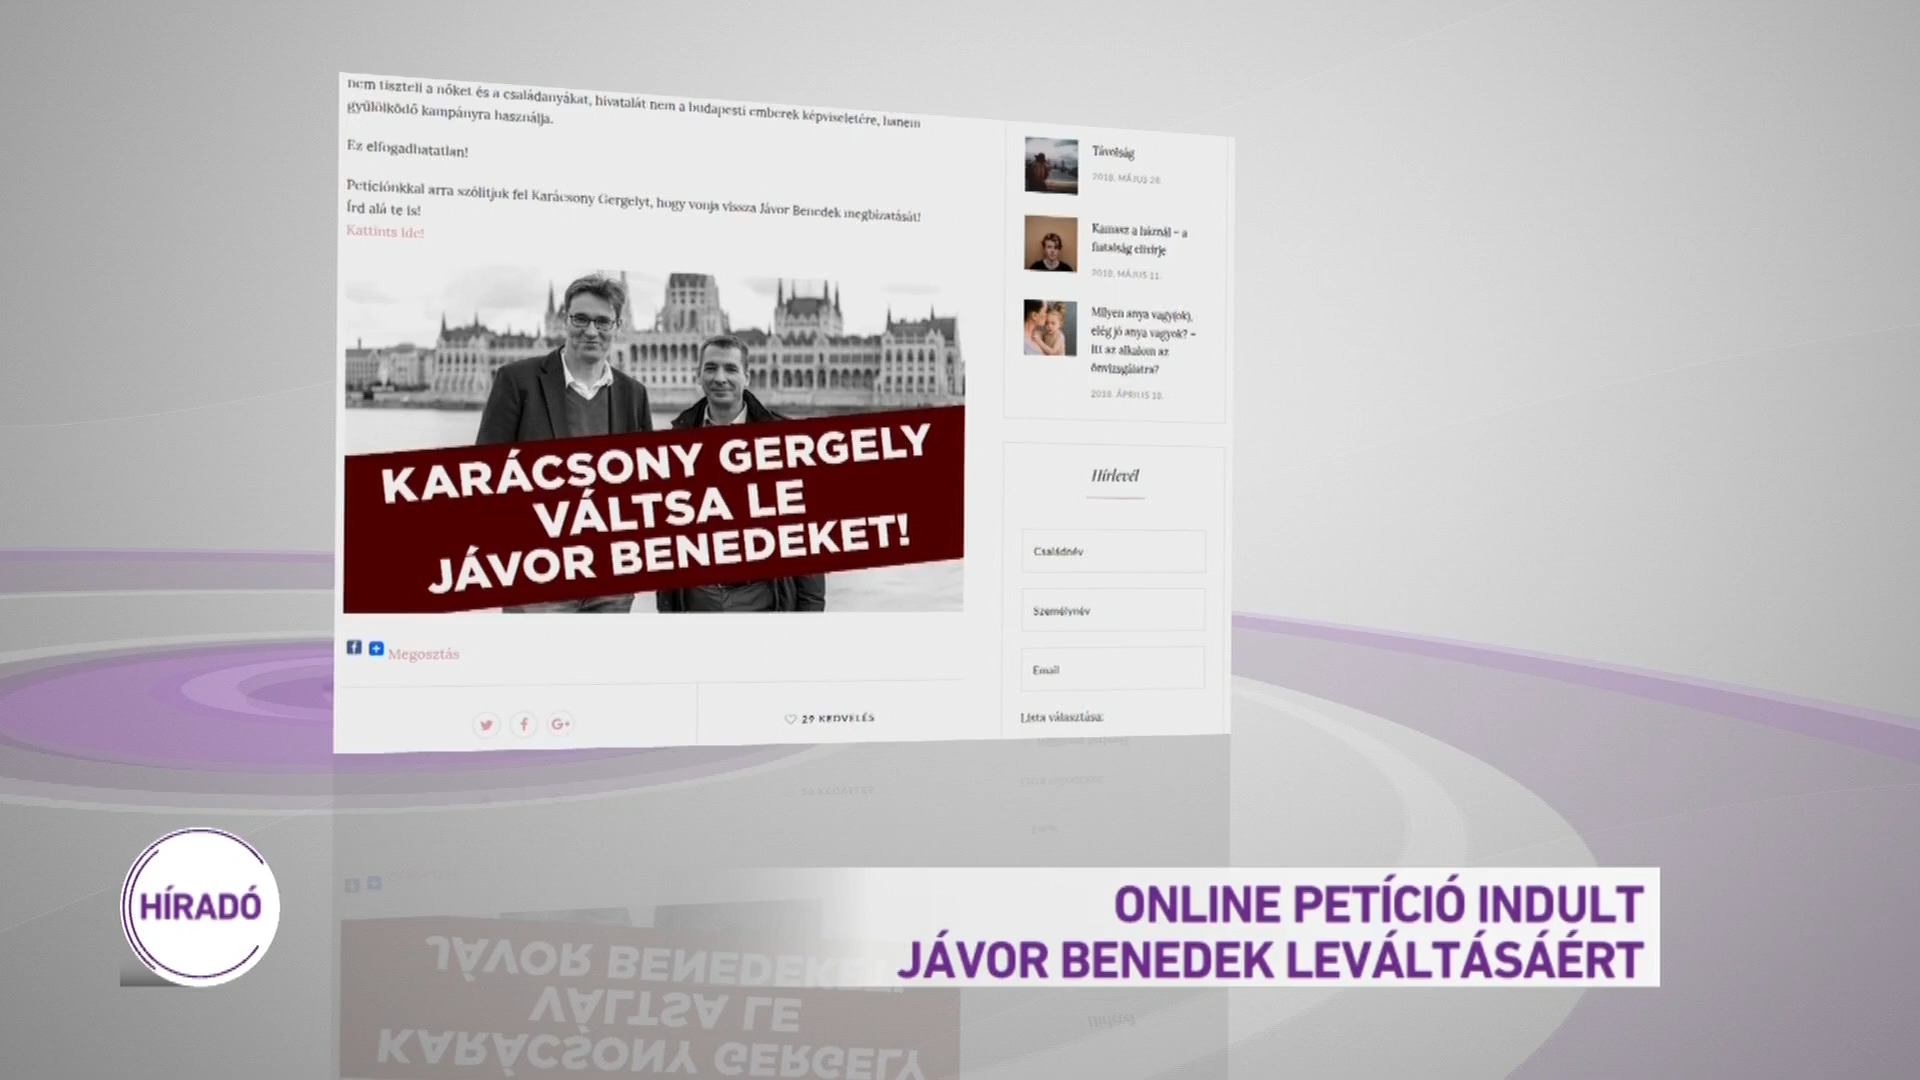 nem tiszteli a nőket és a családanyákat, hivatalát nem a budapesti emberek képviseletére, hanem
gyűlölködő kampányra használja.
Ez elfogadhatatlan!
Petíciónkkal arra szólítjuk fel Karácsony Gergelyt, hogy vonja vissza Jávor Benedek megbízatását!
Írd alá te is!
Kattints ide!
KARÁCSONY GERGELY
VÁLTSA LE
JÁVOR BENEDEKET!
Megosztás
29 KEDVELÉS
Távolság
2018. MÁJUS 28.
Kamasz a háznál – a
fiatalság elixírje
2018. MÁJUS 11.
Milyen anya vagy(ok),
elég jó anya vagyok? –
Itt az alkalom az
önvizsgálatra?
2018. ÁPRILIS 18.
Hírlevél
Családnév
Személynév
Email
Lista választása:
HÍRADÓ
ONLINE PETÍCIÓ INDULT
JÁVOR BENEDEK LEVÁLTÁSÁÉRT